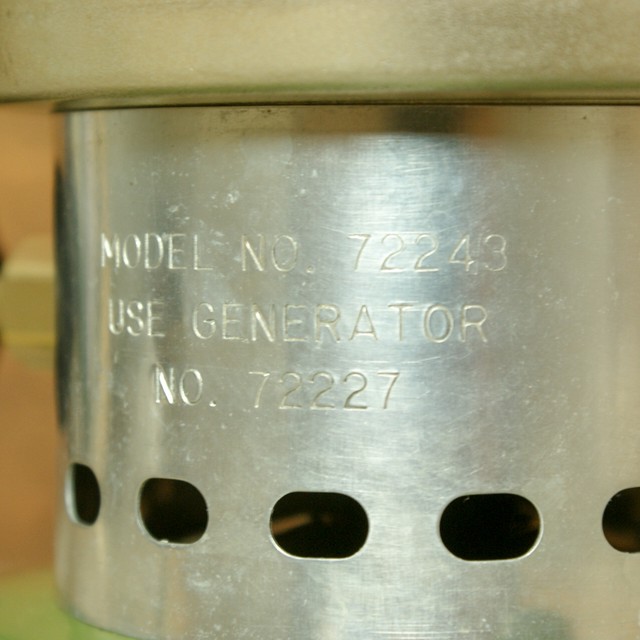 MODEL NO. 72243
USE GENERATOR
NO. 72227